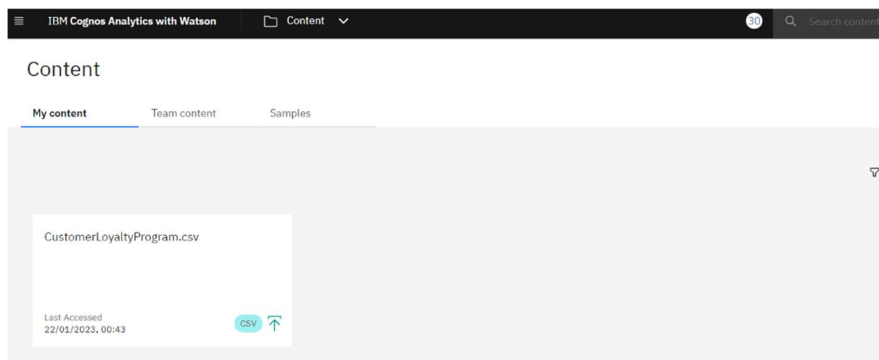 IBM Cognos Analytics with Watson Content 30 Search content
Content
My content Team content Samples
CustomerLoyaltyProgram.csv
Last Accessed
22/01/2023, 00:43 CSV